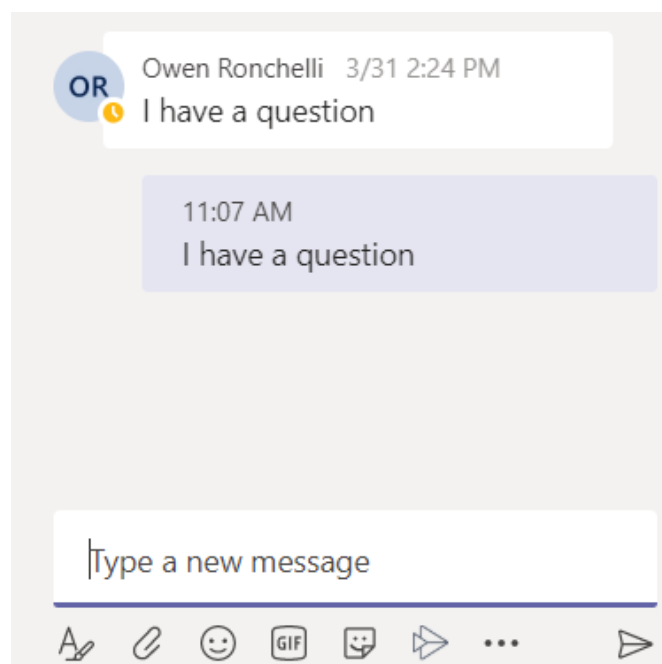 OR
Owen Ronchelli 3/31 2:24 PM
I have a question
11:07 AM
I have a question
Type a new message
GIF